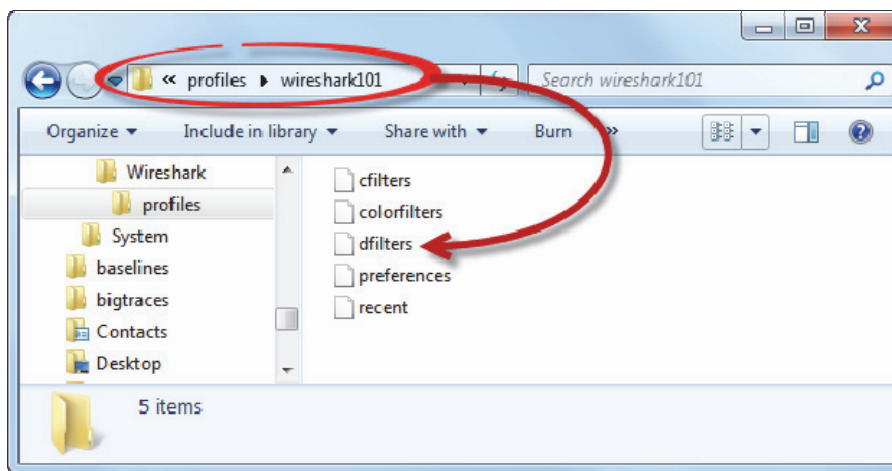 « profiles ▸ wireshark101
Search wireshark101
Organize ▾ Include in library ▾ Share with ▾ Burn »
Wireshark
profiles
System
baselines
bigtraces
Contacts
Desktop
cfilters
colorfilters
dfilters
preferences
recent
5 items